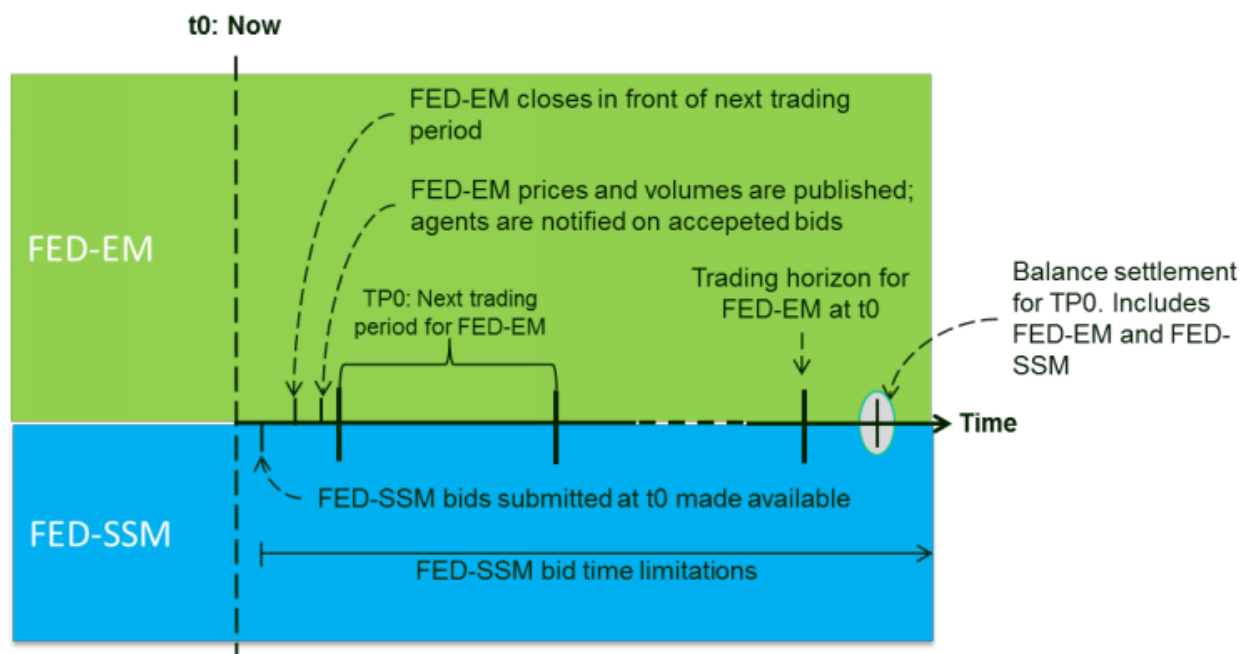 t0: Now
FED-EM closes in front of next trading
period
FED-EM prices and volumes are published;
agents are notified on accepeted bids
FED-EM
TP0: Next trading
period for FED-EM
Trading horizon for
FED-EM at t0
Balance settlement
for TP0. Includes
FED-EM and FED-
SSM
Time
FED-SSM bids submitted at t0 made available
FED-SSM
FED-SSM bid time limitations